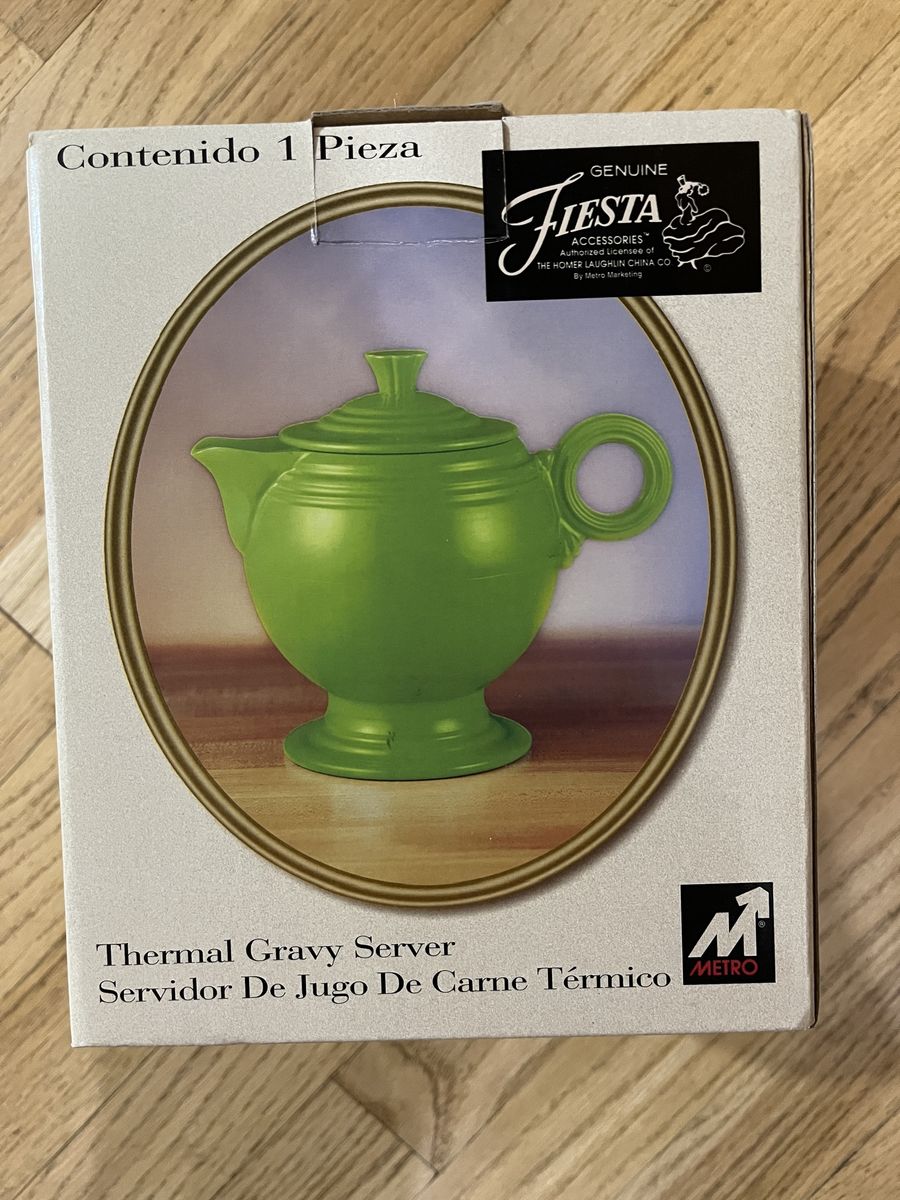 Contenido 1 Pieza
GENUINE
FIESTA
ACCESSORIES™
Authorized Licensee of
THE HOMER LAUGHLIN CHINA CO
By Metro Marketing
©
Thermal Gravy Server
Servidor De Jugo De Carne Térmico
M®
METRO